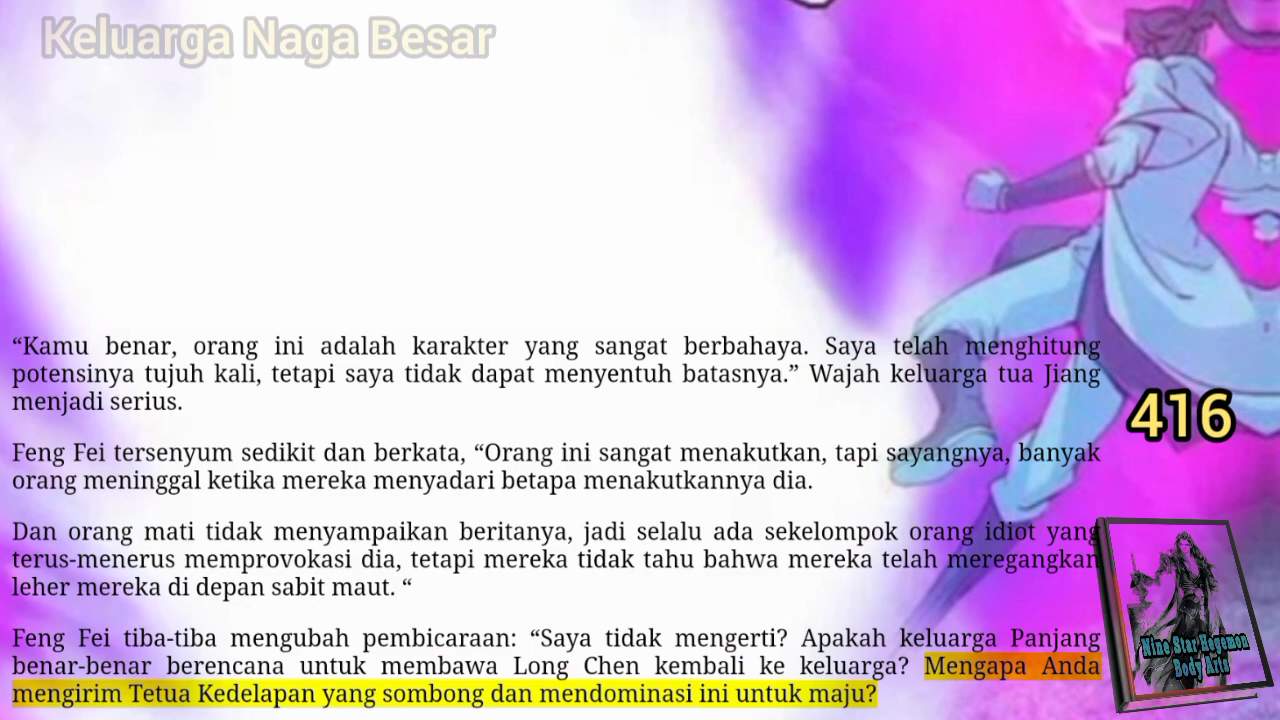 Keluarga Naga Besar
“Kamu benar, orang ini adalah karakter yang sangat berbahaya. Saya telah menghitung
potensinya tujuh kali, tetapi saya tidak dapat menyentuh batasnya.” Wajah keluarga tua Jiang
menjadi serius.
416
Feng Fei tersenyum sedikit dan berkata, “Orang ini sangat menakutkan, tapi sayangnya, banyak
orang meninggal ketika mereka menyadari betapa menakutkannya dia.
Dan orang mati tidak menyampaikan beritanya, jadi selalu ada sekelompok orang idiot yang
terus-menerus memprovokasi dia, tetapi mereka tidak tahu bahwa mereka telah meregangkan
leher mereka di depan sabit maut. “
Feng Fei tiba-tiba mengubah pembicaraan: “Saya tidak mengerti? Apakah keluarga Panjang
benar-benar berencana untuk membawa Long Chen kembali ke keluarga? Mengapa Anda
mengirim Tetua Kedelapan yang sombong dan mendominasi ini untuk maju?
Nine Star Hegemon
Body Arts